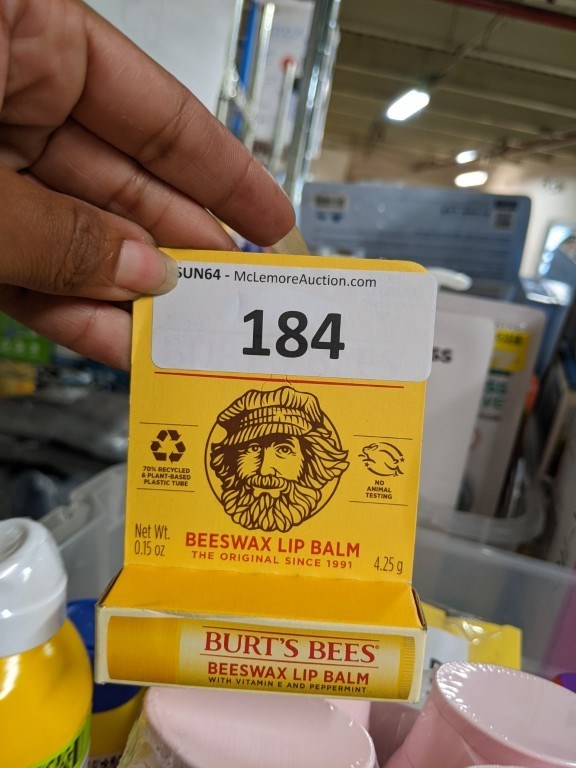 SUN64 - McLemoreAuction.com
184
70% RECYCLED
& PLANT-BASED
PLASTIC TUBE
NO
ANIMAL
TESTING
Net Wt.
0.15 oz
BEESWAX LIP BALM
THE ORIGINAL SINCE 1991
4.25 g
BURT'S BEES®
BEESWAX LIP BALM
WITH VITAMIN E AND PEPPERMINT